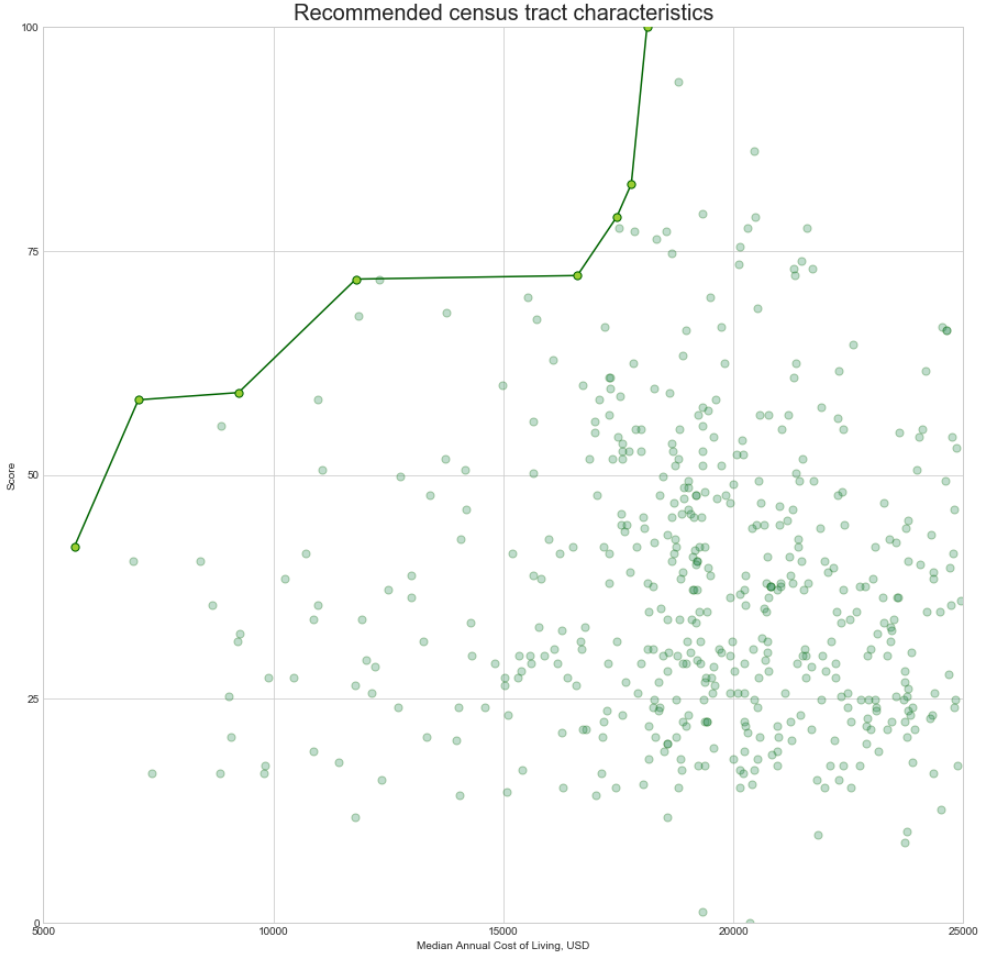 Recommended census tract characteristics
100
75
50
25
0
Score
5000 10000 15000 20000 25000
Median Annual Cost of Living, USD